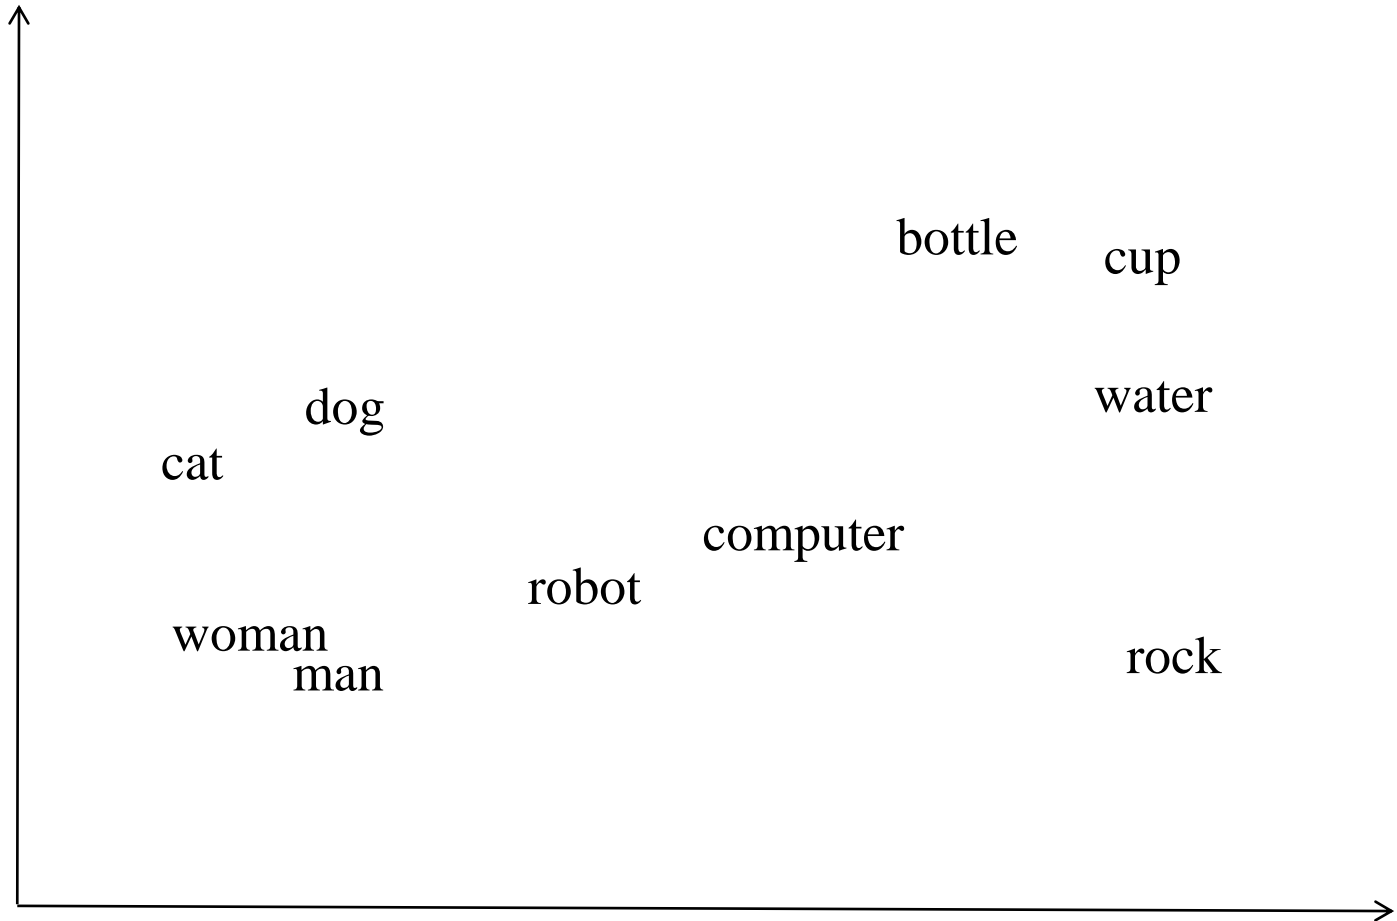 bottle
cup
dog
water
cat
computer
robot
woman
man
rock